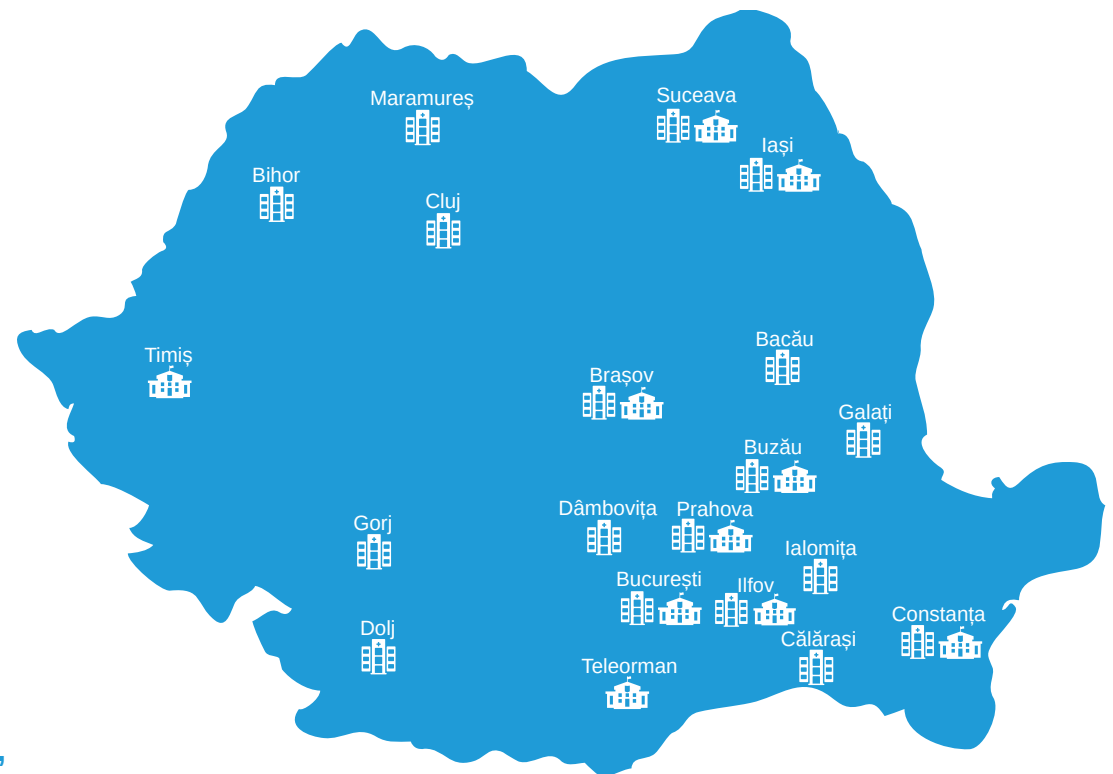 Suceava
Maramureș
Iași
Bihor
Cluj
Bacău
Timiș
Brașov
Galați
Buzău
Dâmbovița
Prahova
Gorj
Ialomița
București
Ilfov
Constanța
Dolj
Călărași
Teleorman
,